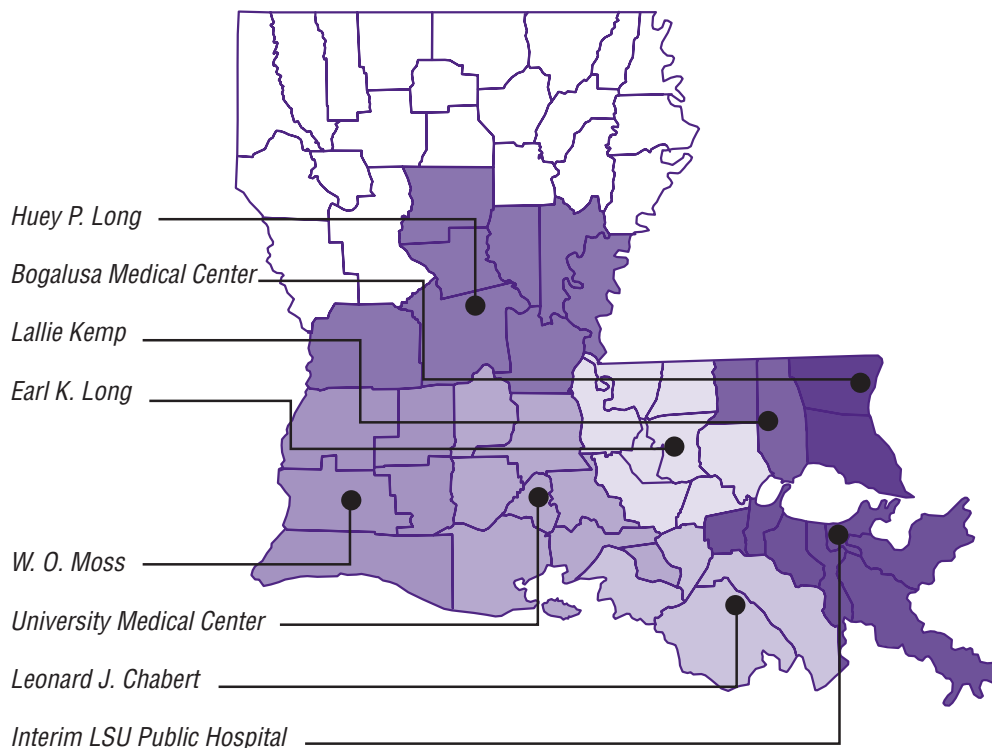 Huey P. Long
Bogalusa Medical Center
Lallie Kemp
Earl K. Long
W. O. Moss
University Medical Center
Leonard J. Chabert
Interim LSU Public Hospital